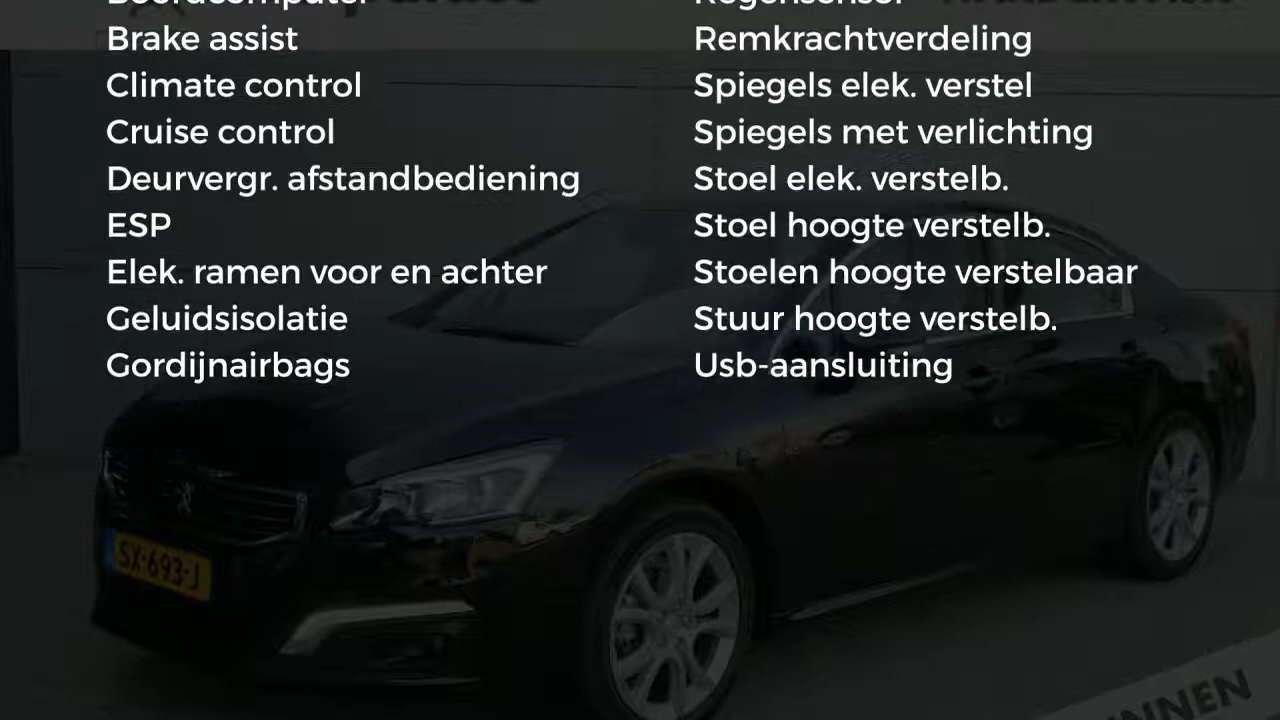 Boordcomputer
Brake assist
Climate control
Cruise control
Deurvergr. afstandbediening
ESP
Elek. ramen voor en achter
Geluidsisolatie
Gordijnairbags
Regensensor
Remkrachtverdeling
Spiegels elek. verstel
Spiegels met verlichting
Stoel elek. verstelb.
Stoel hoogte verstelb.
Stoelen hoogte verstelbaar
Stuur hoogte verstelb.
Usb-aansluiting
SX-693-J